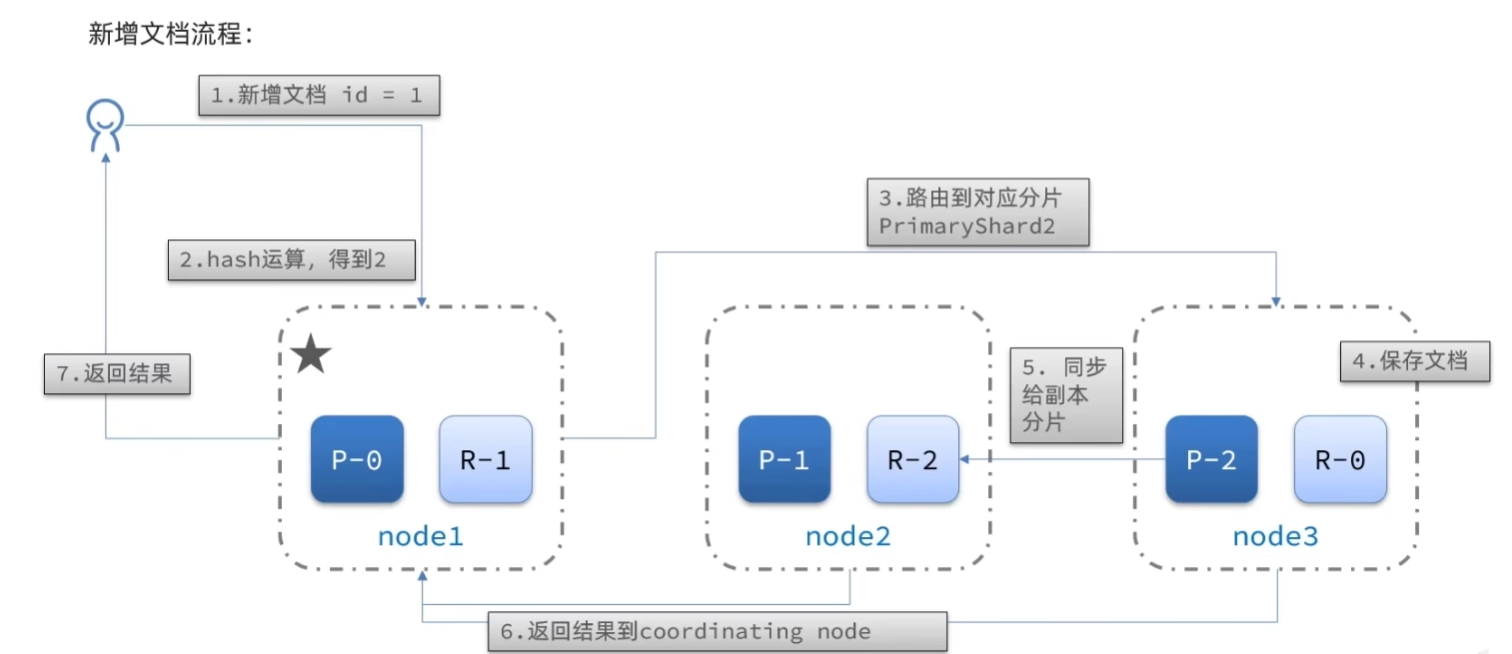 新增文档流程：
1.新增文档 id = 1
2.hash运算，得到2
3.路由到对应分片
PrimaryShard2
4.保存文档
5. 同步
给副本
分片
7.返回结果
P-0
R-1
P-1
R-2
P-2
R-0
node1
node2
node3
6.返回结果到coordinating node